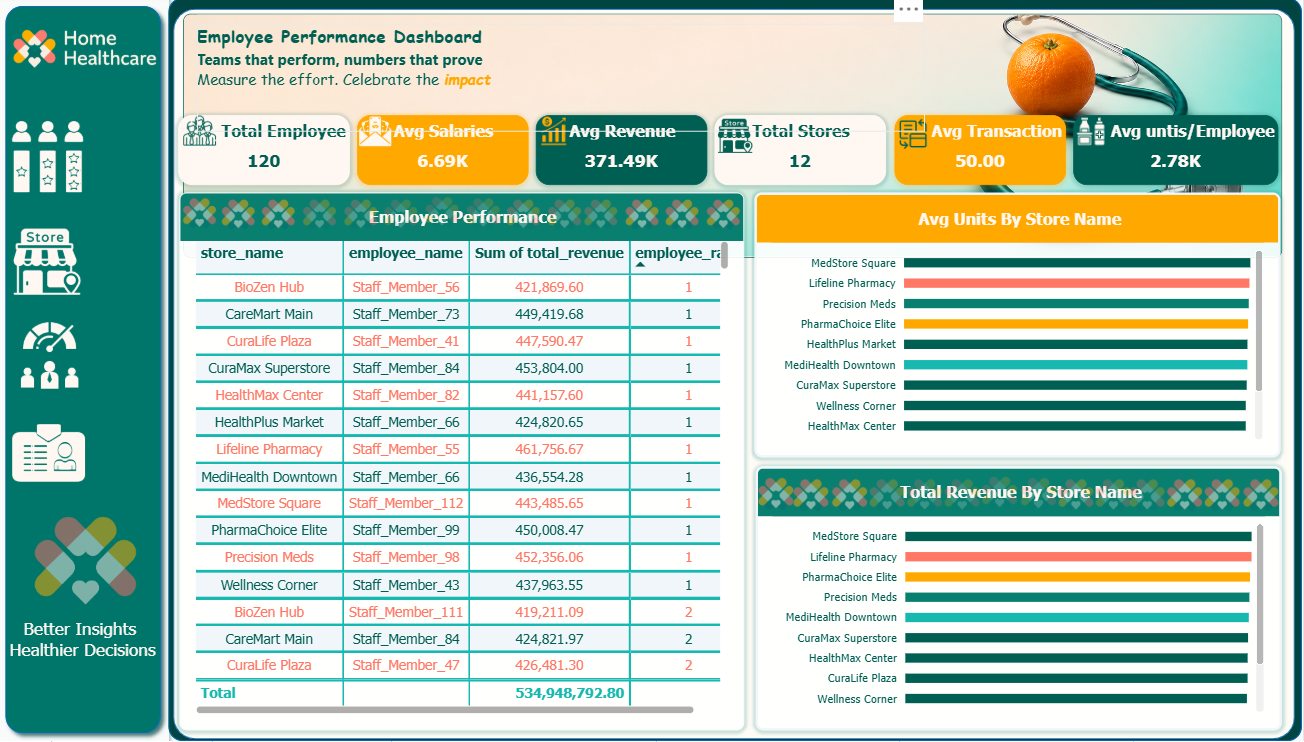 Home
Healthcare
Employee Performance Dashboard
Teams that perform, numbers that prove
Measure the effort. Celebrate the impact
Total Employee
120
Avg Salaries
6.69K
Avg Revenue
371.49K
Store
Total Stores
12
Avg Transaction
50.00
Avg untis/Employee
2.78K
Store
Better Insights
Healthier Decisions
Employee Performance
store_name employee_name Sum of total_revenue employee_ra
BioZen Hub Staff_Member_56 421,869.60 1
CareMart Main Staff_Member_73 449,419.68 1
CuraLife Plaza Staff_Member_41 447,590.47 1
CuraMax Superstore Staff_Member_84 453,804.00 1
HealthMax Center Staff_Member_82 441,157.60 1
HealthPlus Market Staff_Member_66 424,820.65 1
Lifeline Pharmacy Staff_Member_55 461,756.67 1
MediHealth Downtown Staff_Member_66 436,554.28 1
MedStore Square Staff_Member_112 443,485.65 1
PharmaChoice Elite Staff_Member_99 450,008.47 1
Precision Meds Staff_Member_98 452,356.06 1
Wellness Corner Staff_Member_43 437,963.55 1
BioZen Hub Staff_Member_111 419,211.09 2
CareMart Main Staff_Member_84 424,821.97 2
CuraLife Plaza Staff_Member_47 426,481.30 2
Total 534,948,792.80
Avg Units By Store Name
MedStore Square
Lifeline Pharmacy
Precision Meds
PharmaChoice Elite
HealthPlus Market
MediHealth Downtown
CuraMax Superstore
Wellness Corner
HealthMax Center
Total Revenue By Store Name
MedStore Square
Lifeline Pharmacy
PharmaChoice Elite
Precision Meds
MediHealth Downtown
CuraMax Superstore
HealthMax Center
CuraLife Plaza
Wellness Corner